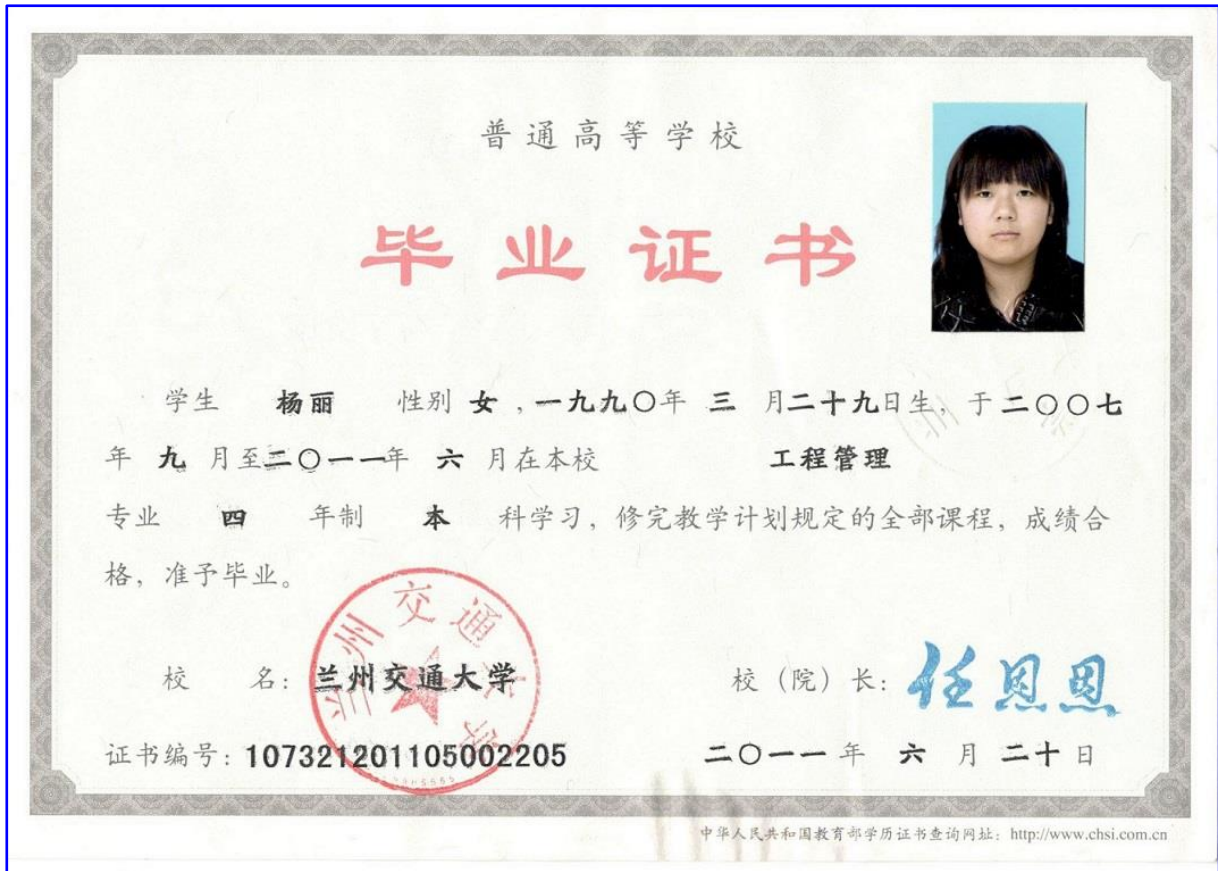 普通高等学校
毕业证书
学生 杨丽 性别 女，一九九〇年 三 月二十九日生，于二〇〇七
年 九 月至二〇一一年 六 月在本校 工程管理
专业 四 年制 本 科学习，修完教学计划规定的全部课程，成绩合
格，准予毕业。
兰州交通大学
校 名：兰州交通大学 校（院）长：任恩恩
证书编号：107321201105002205 二〇一一年 六 月 二十日
中华人民共和国教育部学历证书查询网址：http://www.chsi.com.cn